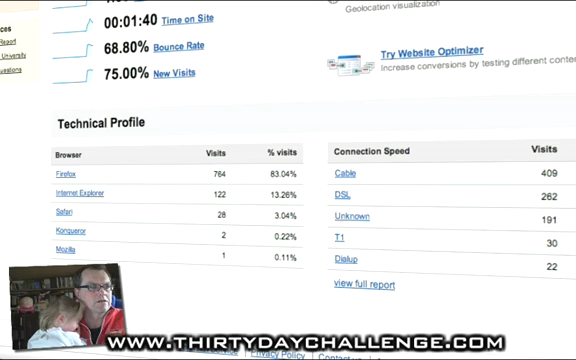 Geolocation visualization
00:01:40 Time on Site
68.80% Bounce Rate
75.00% New Visits
Try Website Optimizer
Increase conversions by testing different
Report
University
Technical Profile
Browser Visits % visits
Firefox 764 83.04%
Internet Explorer 122 13.26%
Safari 28 3.04%
Konqueror 2 0.22%
Mozilla 1 0.11%
Connection Speed Visits
Cable 409
DSL 262
Unknown 191
T1 30
Dialup 22
view full report
WWW.THIRTYDAYCHALLENGE.COM
Privacy Policy